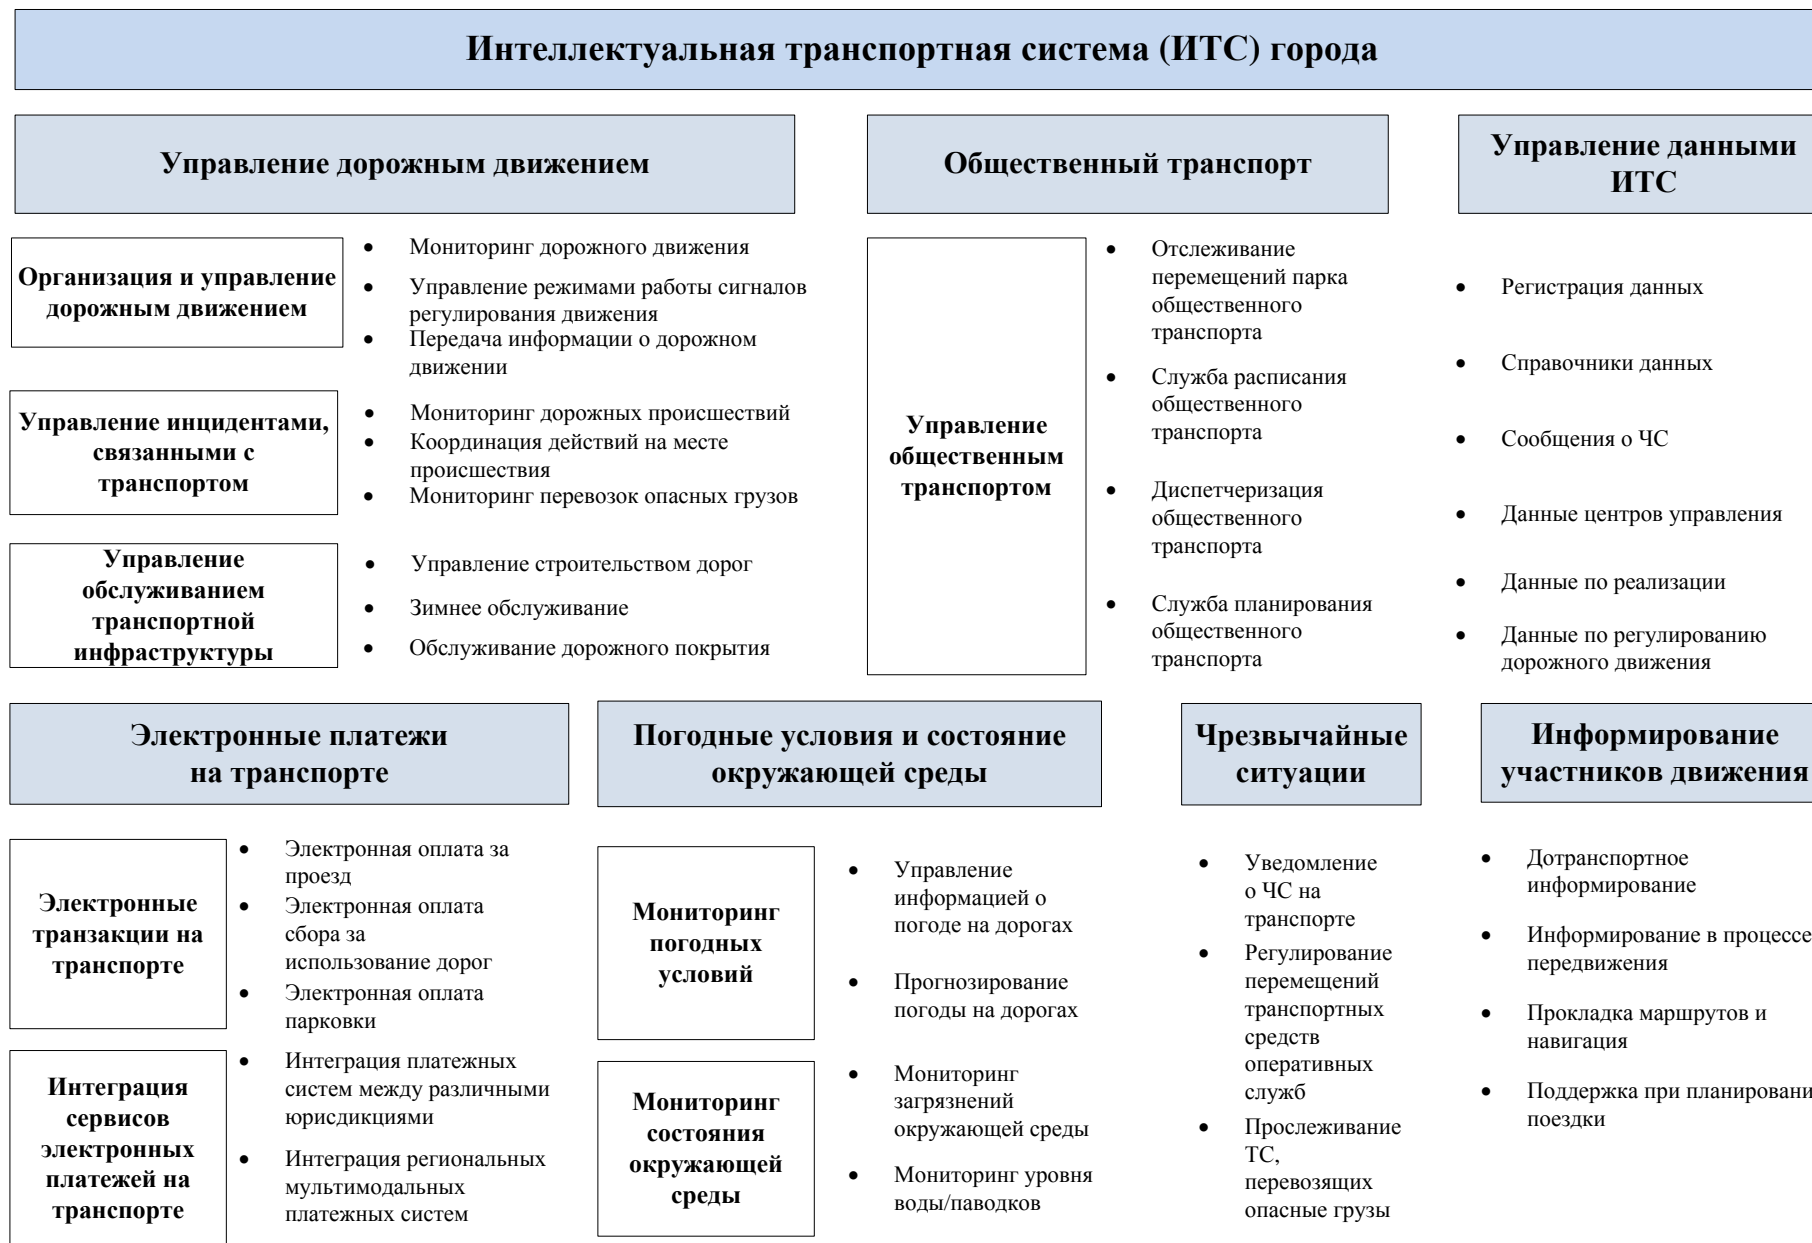 Интеллектуальная транспортная система (ИТС) города
Управление дорожным движением
Организация и управление
дорожным движением
• Мониторинг дорожного движения
• Управление режимами работы сигналов
регулирования движения
• Передача информации о дорожном
движении
Управление инцидентами,
связанными с
транспортом
• Мониторинг дорожных происшествий
• Координация действий на месте
происшествия
• Мониторинг перевозок опасных грузов
Управление
обслуживанием
транспортной
инфраструктуры
• Управление строительством дорог
• Зимнее обслуживание
• Обслуживание дорожного покрытия
Общественный транспорт
Управление
общественным
транспортом
• Отслеживание
перемещений парка
общественного
транспорта
• Служба расписания
общественного
транспорта
• Диспетчеризация
общественного
транспорта
• Служба планирования
общественного
транспорта
Управление данными
ИТС
• Регистрация данных
• Справочники данных
• Сообщения о ЧС
• Данные центров управления
• Данные по реализации
• Данные по регулированию
дорожного движения
Электронные платежи
на транспорте
Электронные
транзакции на
транспорте
• Электронная оплата за
проезд
• Электронная оплата
сбора за
использование дорог
• Электронная оплата
парковки
Интеграция
сервисов
электронных
платежей на
транспорте
• Интеграция платежных
систем между различными
юрисдикциями
• Интеграция региональных
мультимодальных
платежных систем
Погодные условия и состояние
окружающей среды
Мониторинг
погодных
условий
• Управление
информацией о
погоде на дорогах
• Прогнозирование
погоды на дорогах
Мониторинг
состояния
окружающей
среды
• Мониторинг
загрязнений
окружающей среды
• Мониторинг уровня
воды/паводков
Чрезвычайные
ситуации
• Уведомление
о ЧС на
транспорте
• Регулирование
перемещений
транспортных
средств
оперативных
служб
• Прослеживание
ТС,
перевозящих
опасные грузы
Информирование
участников движения
• Дотранспортное
информирование
• Информирование в процессе
передвижения
• Прокладка маршрутов и
навигация
• Поддержка при планировани
поездки